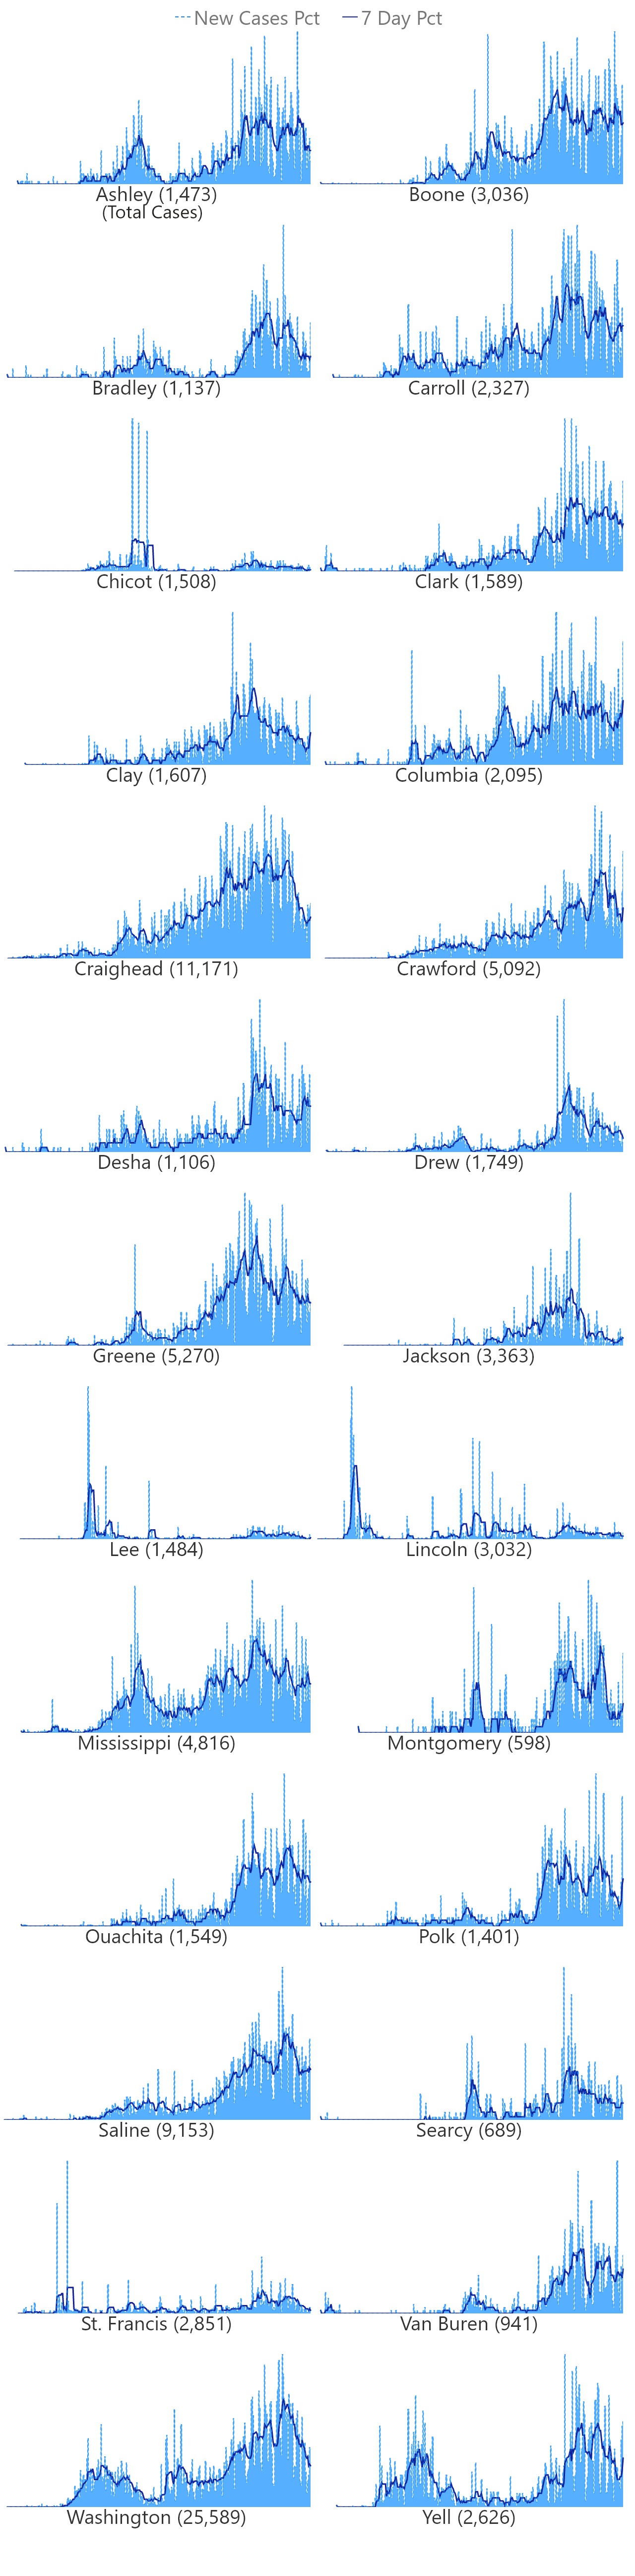 New Cases Pct 7 Day Pct
Ashley (1,473) Boone (3,036)
(Total Cases)
Bradley (1,137) Carroll (2,327)
Chicot (1,508) Clark (1,589)
Clay (1,607) Columbia (2,095)
Craighead (11,171) Crawford (5,092)
Desha (1,106) Drew (1,749)
Greene (5,270) Jackson (3,363)
Lee (1,484) Lincoln (3,032)
Mississippi (4,816) Montgomery (598)
Ouachita (1,549) Polk (1,401)
Saline (9,153) Searcy (689)
St. Francis (2,851) Van Buren (941)
Washington (25,589) Yell (2,626)